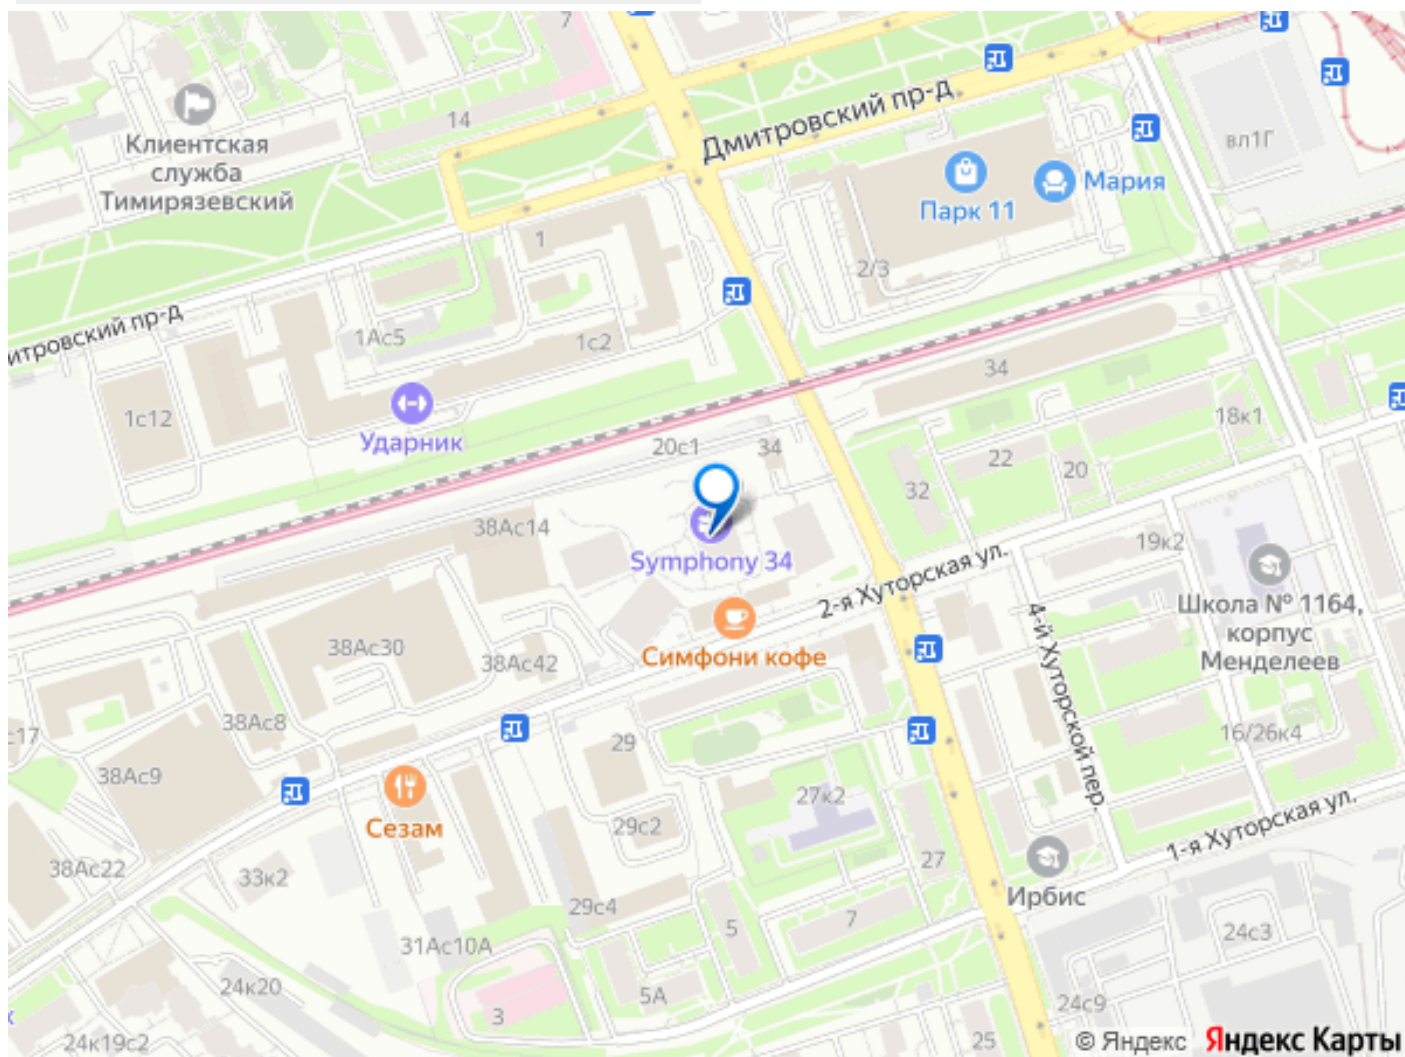 7
14
Клиентская
служба
Тимирязевский
Дмитровский пр-д
вл1Г
Мария
Парк 11
1
2/3
митровский пр-д
1Ас5
1с2
34
1с12
Ударник
20с1
34
18к1
22
20
32
38Ас14
Symphony 34
19к2
2-я Хуторская ул.
Школа № 1164,
корпус
Менделеев
4-й Хуторской пер.
38Ас30
38Ас42
Симфони кофе
с17
38Ас8
29
16/26к4
38Ас9
27к2
Сезам
29с2
1-я Хуторская ул.
38Ас22
33к2
27
Ирбис
29с4
5
7
31Ас10А
24с3
24к20
5А
3
24с9
24к19с2
к
25
© Яндекс Яндекс Карты